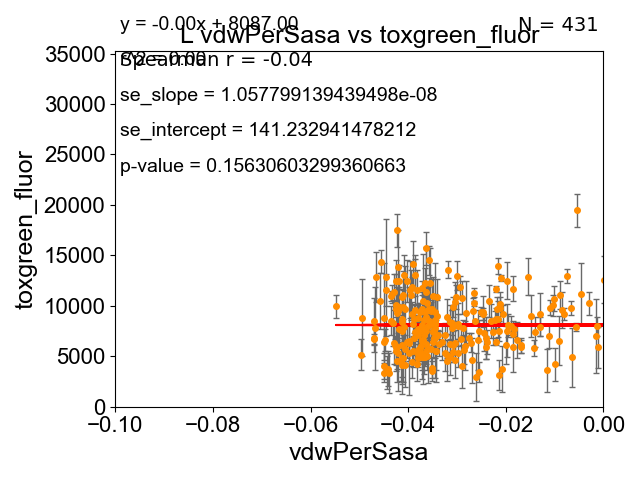 y = -0.00x + 8087.00
N = 431
L vdwPerSasa vs toxgreen_fluor
r^2 = 0.00
Spearman r = -0.04
se_slope = 1.057799139439498e-08
se_intercept = 141.232941478212
p-value = 0.15630603299360663
toxgreen_fluor
35000
30000
25000
20000
15000
10000
5000
0
−0.10
−0.08
−0.06
−0.04
−0.02
0.00
vdwPerSasa